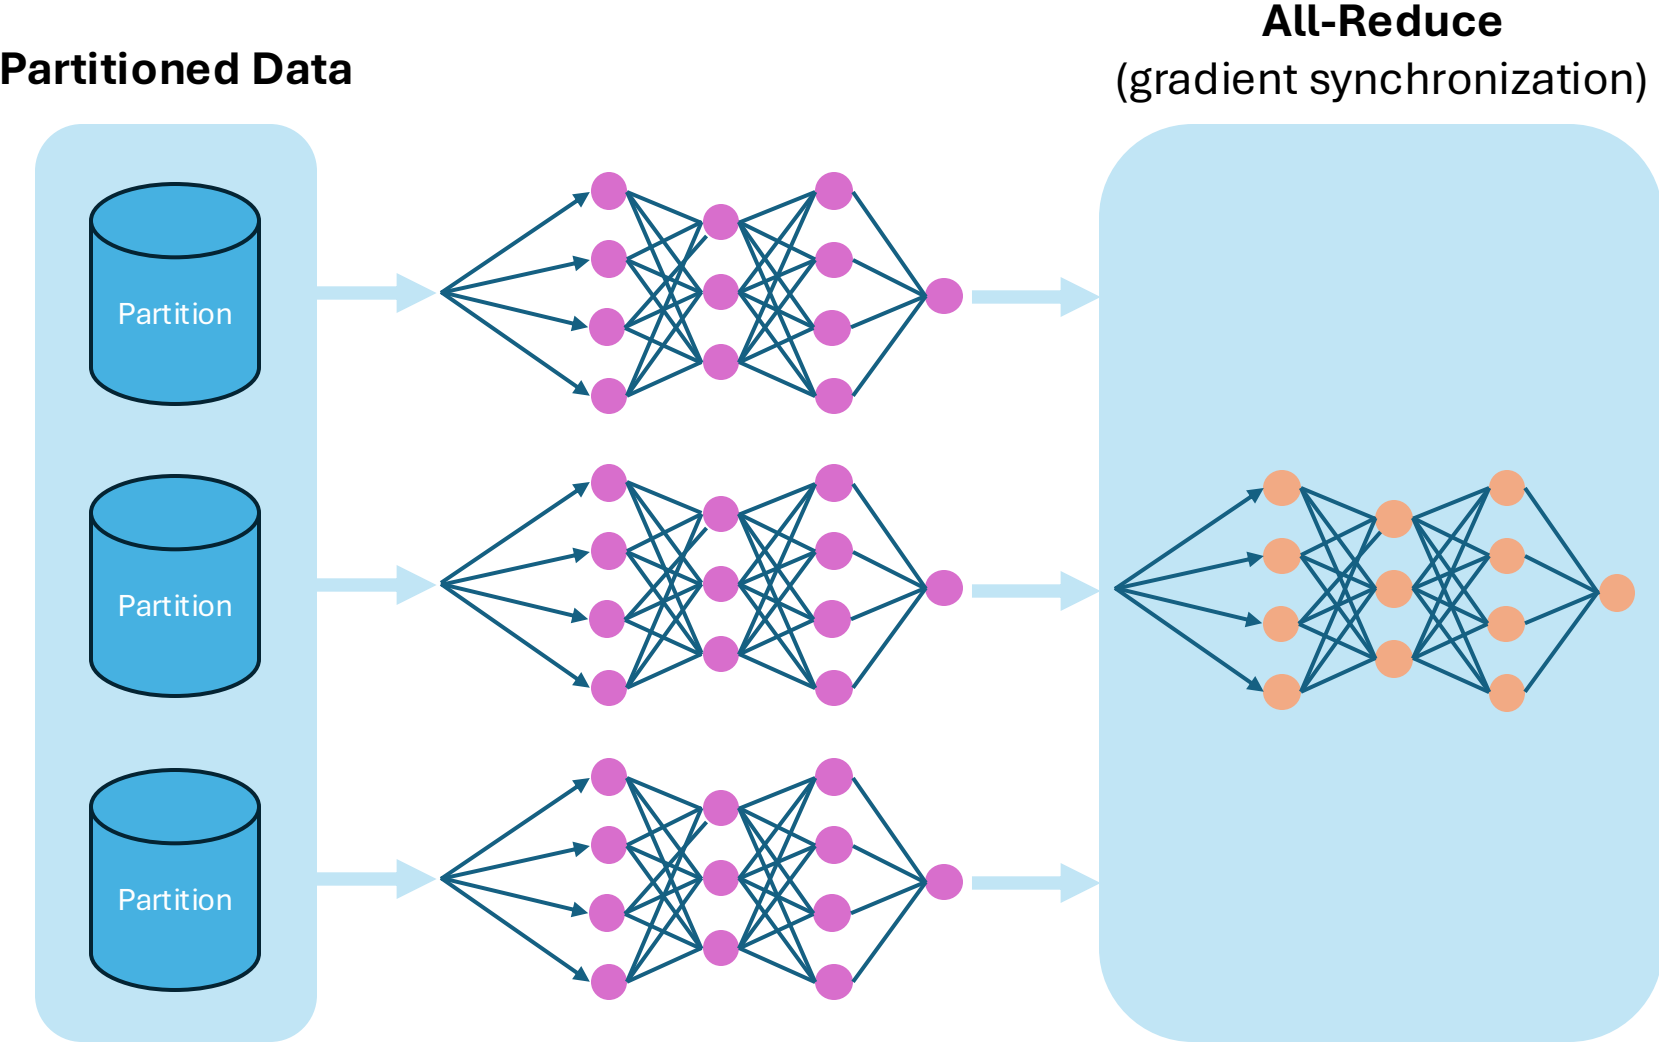 Partitioned Data
All-Reduce
(gradient synchronization)
Partition
Partition
Partition